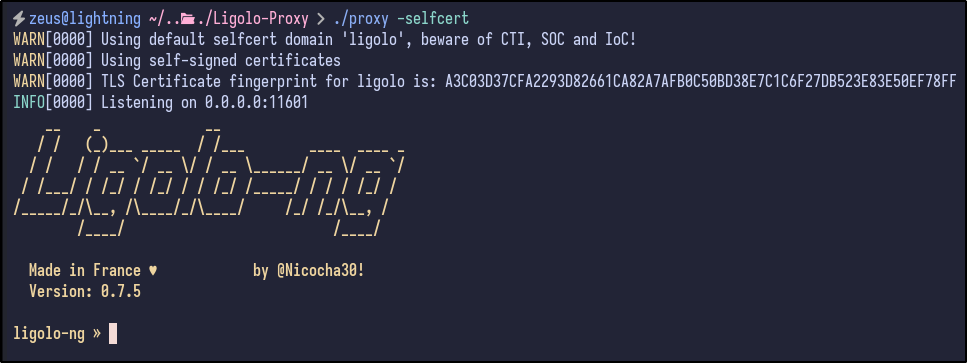 zeus@lightning ~/../Ligolo-Proxy > ./proxy -selfcert
WARN[0000] Using default selfcert domain 'ligolo', beware of CTI, SOC and IoC!
WARN[0000] Using self-signed certificates
WARN[0000] TLS Certificate fingerprint for ligolo is: A3C03D37CFA2293D82661CA82A7AFB0C50BD38E7C1C6F27DB523E83E50EF78FF
INFO[0000] Listening on 0.0.0.0:11601
Ligolo-ng
Made in France ♥ by @Nicocha30!
Version: 0.7.5
ligolo-ng »